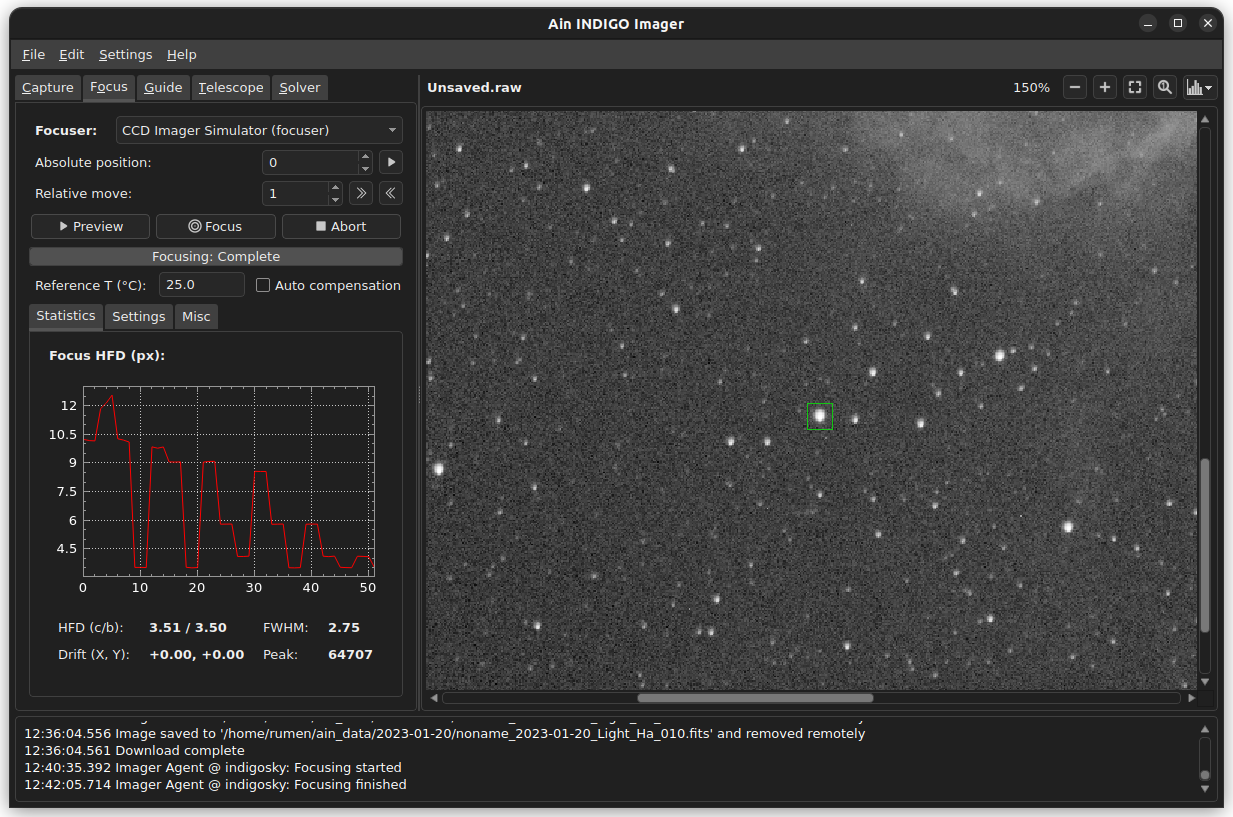 Ain INDIGO Imager
File Edit Settings Help
Capture Focus Guide Telescope Solver
Unsaved.raw 150%
Focuser: CCD Imager Simulator (focuser)
Absolute position: 0
Relative move: 1
Preview Focus Abort
Focusing: Complete
Reference T (°C): 25.0 Auto compensation
Statistics Settings Misc
Focus HFD (px):
12
10.5
9
7.5
6
4.5
0 10 20 30 40 50
HFD (c/b): 3.51 / 3.50 FWHM: 2.75
Drift (X, Y): +0.00, +0.00 Peak: 64707
12:36:04.556 Image saved to '/home/rumen/ain_data/2023-01-20/noname_2023-01-20_Light_Ha_010.fits' and removed remotely
12:36:04.561 Download complete
12:40:35.392 Imager Agent @ indigosky: Focusing started
12:42:05.714 Imager Agent @ indigosky: Focusing finished